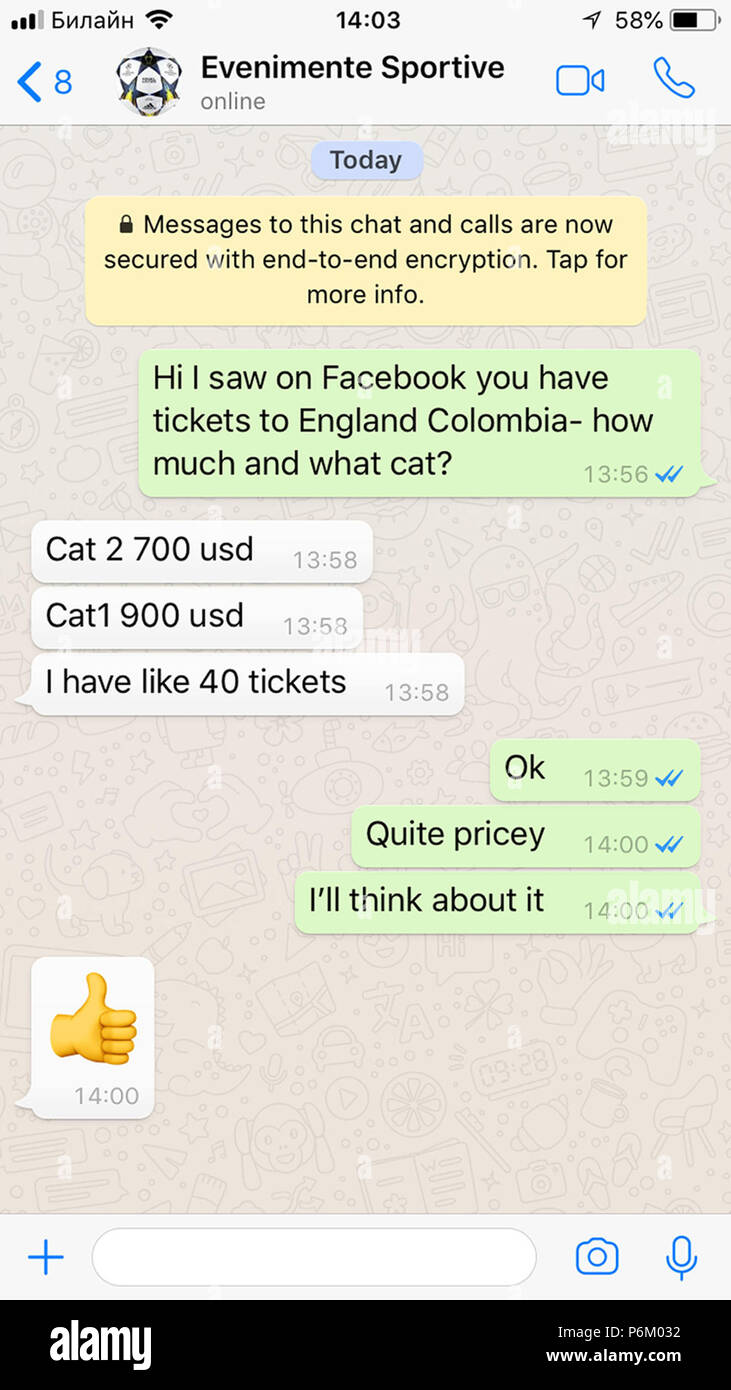 Билайн 14:03 58%
8 Evenimente Sportive
online
Today
Messages to this chat and calls are now
secured with end-to-end encryption. Tap for
more info.
Hi I saw on Facebook you have
tickets to England Colombia- how
much and what cat?
13:56
Cat 2 700 usd 13:58
Cat1 900 usd 13:58
I have like 40 tickets 13:58
Ok 13:59
Quite pricey 14:00
I’ll think about it 14:00
14:00
alamy
alamy
alamy
alamy
Image ID: P6M032
www.alamy.com